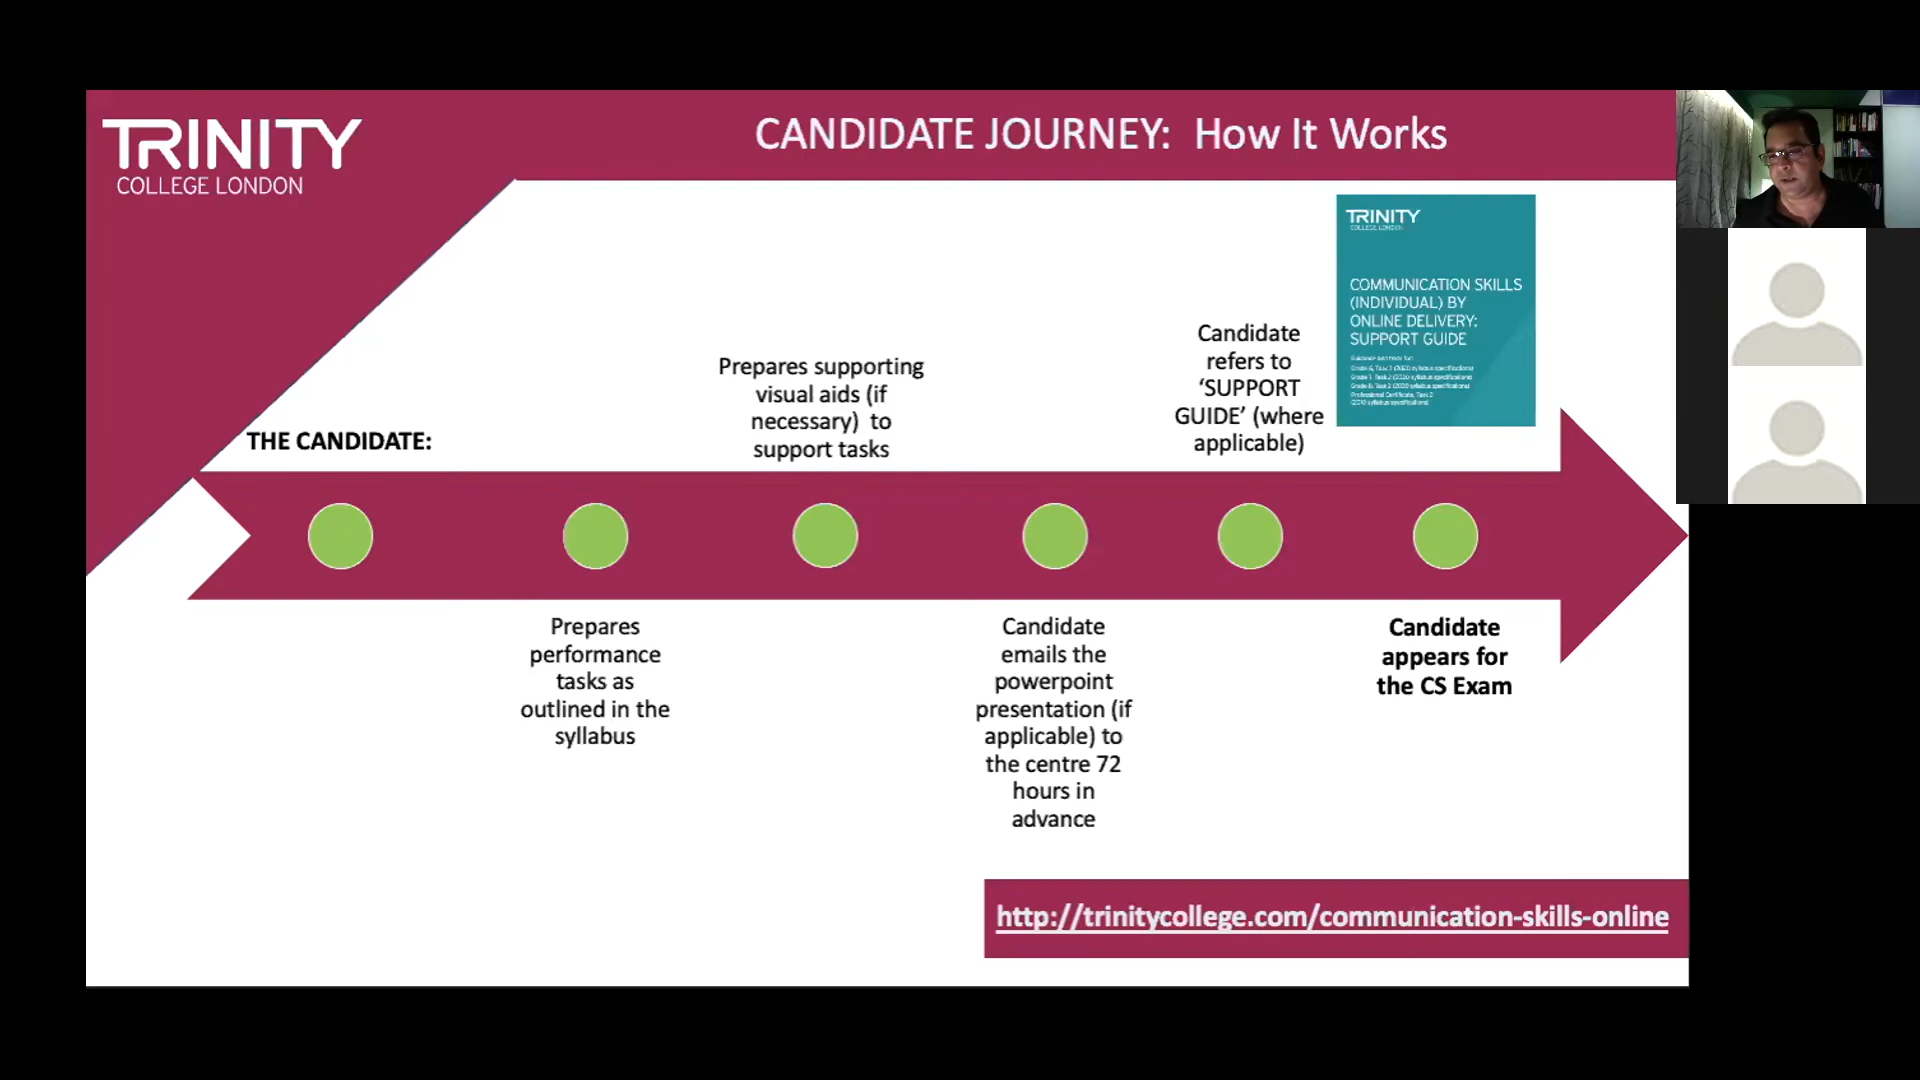 TRINITY
COLLEGE LONDON
CANDIDATE JOURNEY: How It Works
TRINITY
COLLEGE LONDON
COMMUNICATION SKILLS
(INDIVIDUAL) BY
ONLINE DELIVERY:
SUPPORT GUIDE
THE CANDIDATE:
Prepares
performance
tasks as
outlined in the
syllabus
Prepares supporting
visual aids (if
necessary) to
support tasks
Candidate
emails the
powerpoint
presentation (if
applicable) to
the centre 72
hours in
advance
Candidate
refers to
‘SUPPORT
GUIDE’ (where
applicable)
Candidate
appears for
the CS Exam
http://trinitycollege.com/communication-skills-online